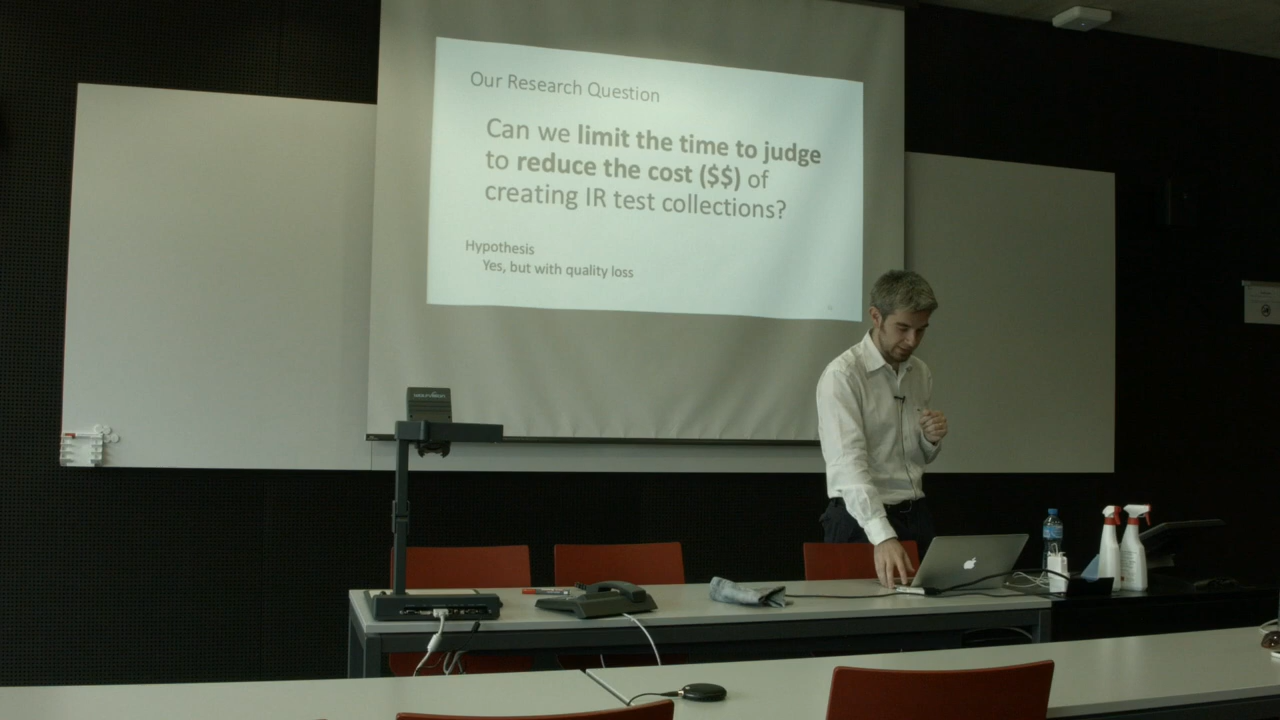 Our Research Question
Can we limit the time to judge
to reduce the cost ($$) of
creating IR test collections?
Hypothesis
Yes, but with quality loss